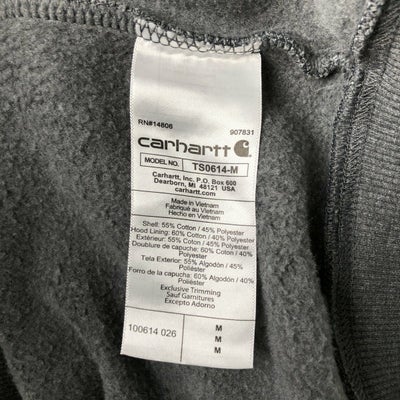 RN#14806
907831
carhartt
MODEL NO. TS0614-M
Carhartt, Inc. P.O. Box 600
Dearborn, MI 48121 USA
carhartt.com
Made in Vietnam
Fabriqué au Vietnam
Hecho en Vietnam
Shell: 55% Cotton / 45% Polyester
Hood Lining: 60% Cotton / 40% Polyester
Extérieur: 55% Coton / 45% Polyester
Doublure de capuche: 60% Coton / 40%
Polyester
Tela Exterior: 55% Algodón / 45%
Poliéster
Forro de la capucha: 60% Algodón / 40%
Poliéster
Exclusive Trimming
Sauf Garnitures
Excepto Adorno
100614 026
M
M
M